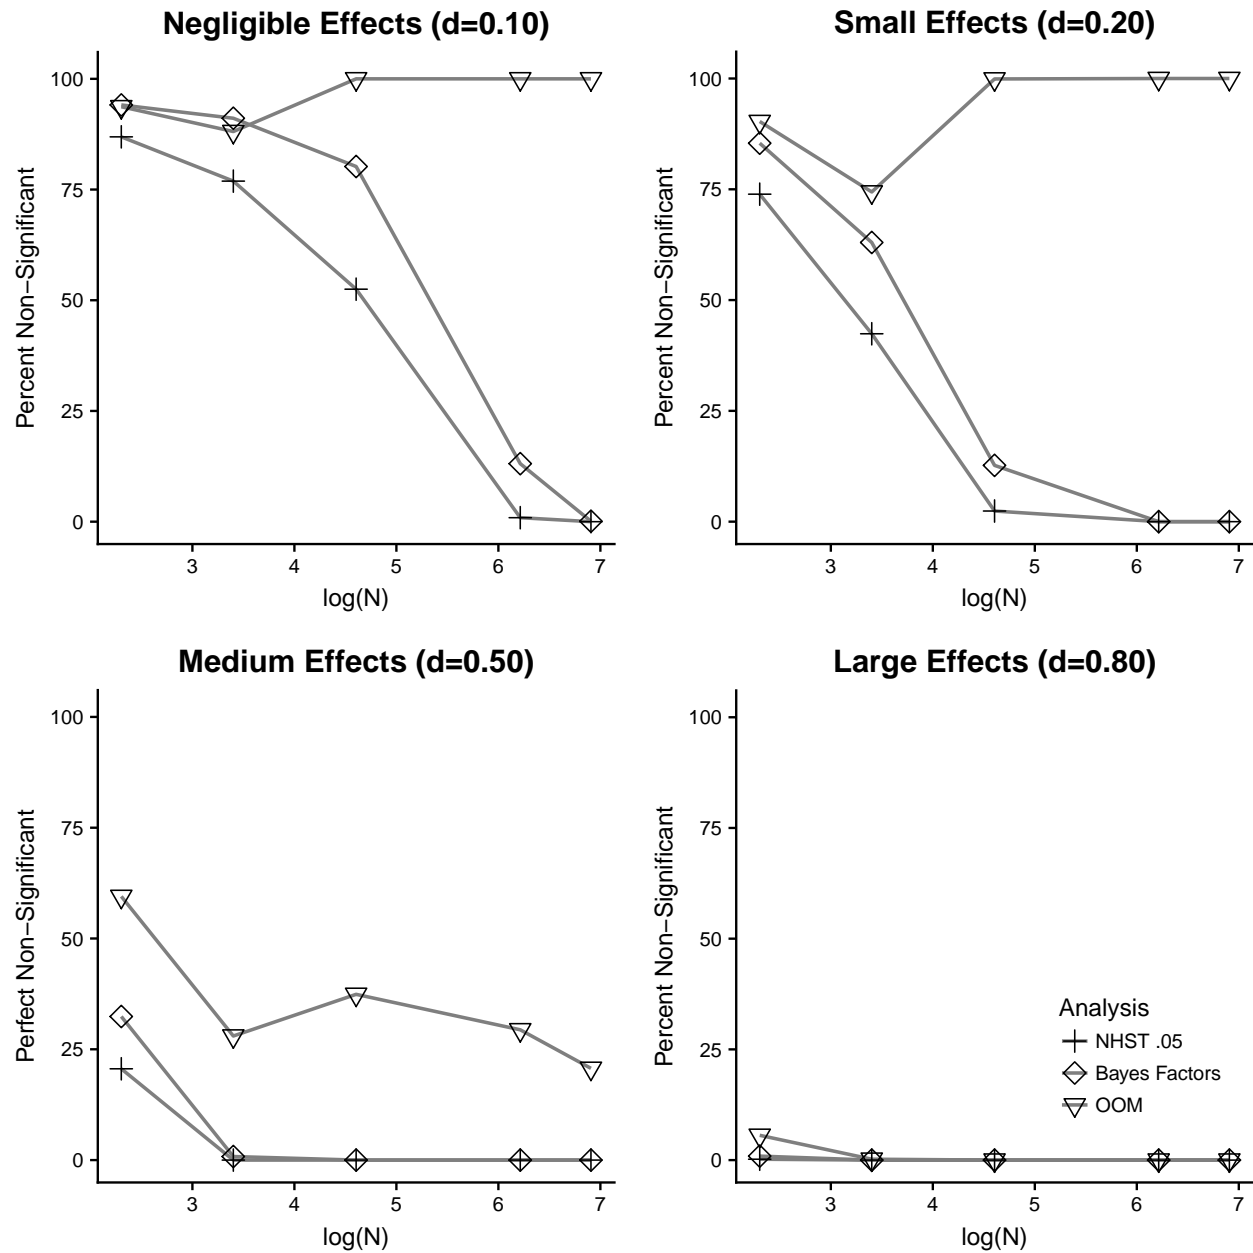 Negligible Effects (d=0.10)
Percent Non−Significant
100
75
50
25
0
3 4 5 6 7
log(N)
Small Effects (d=0.20)
Percent Non−Significant
100
75
50
25
0
3 4 5 6 7
log(N)
Medium Effects (d=0.50)
Perfect Non−Significant
100
75
50
25
0
3 4 5 6 7
log(N)
Large Effects (d=0.80)
Percent Non−Significant
100
75
50
25
0
3 4 5 6 7
log(N)
Analysis
NHST .05
Bayes Factors
OOM